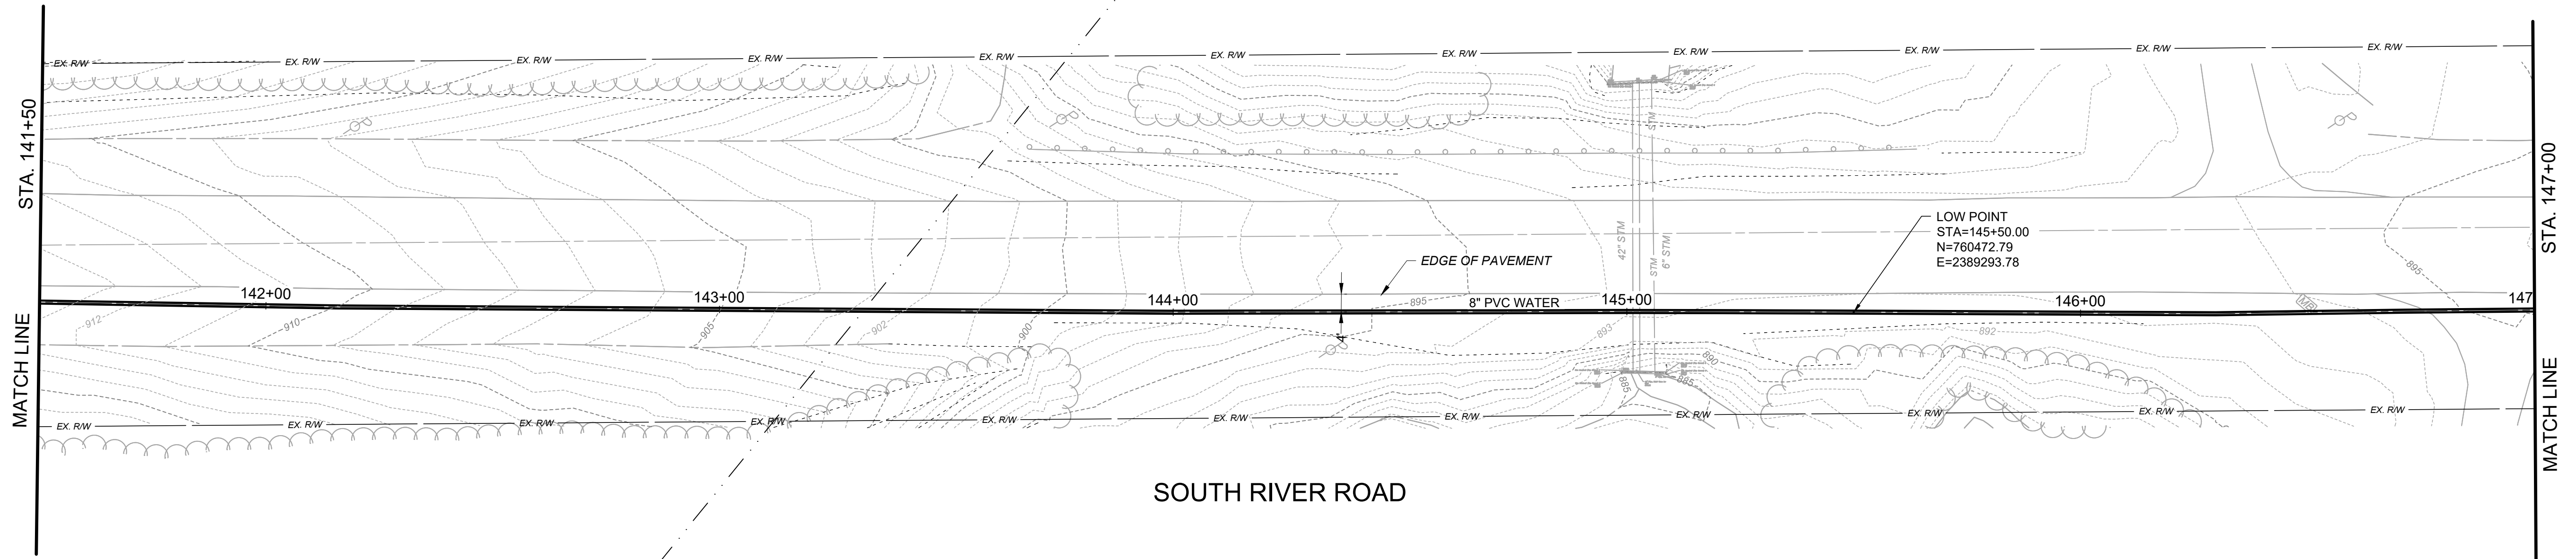 EX. R/W EX. R/W EX. R/W EX. R/W EX. R/W EX. R/W EX. R/W EX. R/W EX. R/W EX. R/W EX. R/W
STA. 141+50
MATCH LINE
STM
42" STM
STM
6" STM
LOW POINT
STA=145+50.00
N=760472.79
E=2389293.78
STA. 147+00
MATCH LINE
EDGE OF PAVEMENT
895
142+00 143+00 144+00 895 8" PVC WATER 145+00 146+00 MB 147
912 910 905 902 900 4' 893 892
890
885 885
EX. R/W EX. R/W EX. R/W EX. R/W EX. R/W EX. R/W EX. R/W EX. R/W EX. R/W EX. R/W EX. R/W
SOUTH RIVER ROAD